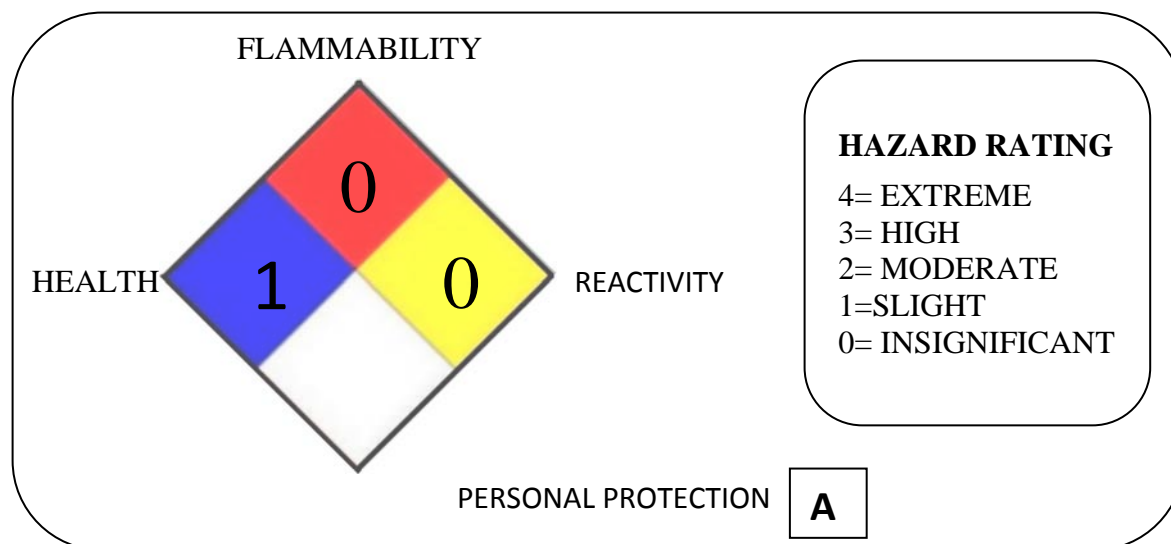 FLAMMABILITY
0
HEALTH 1 0 REACTIVITY
PERSONAL PROTECTION A
HAZARD RATING
4= EXTREME
3= HIGH
2= MODERATE
1=SLIGHT
0= INSIGNIFICANT